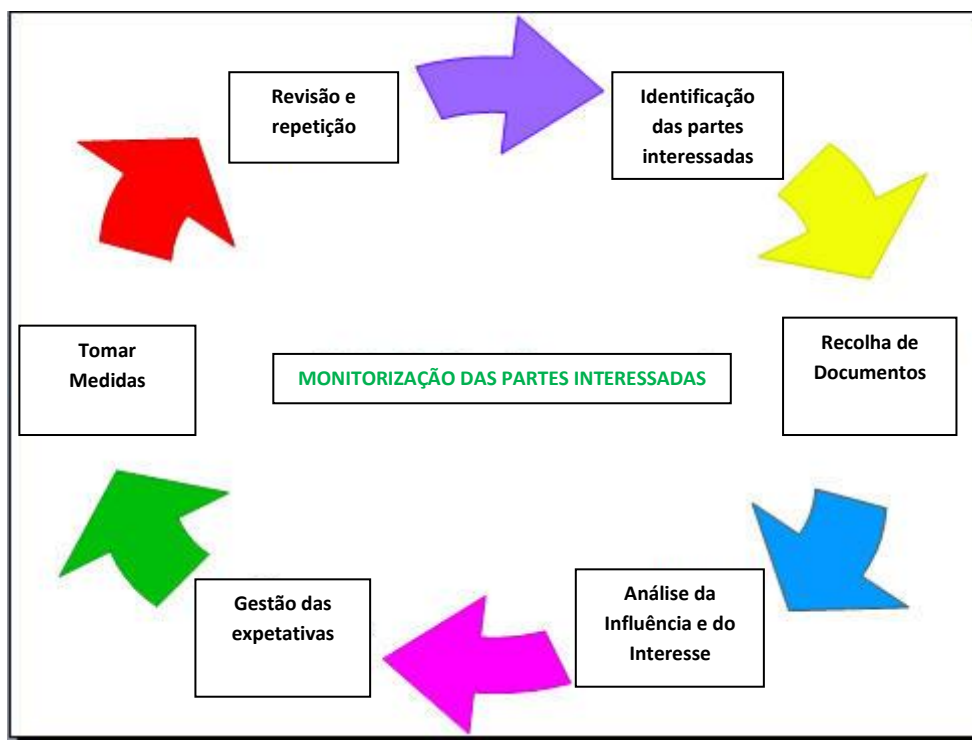 Revisão e
repetição
Identificação
das partes
interessadas
Tomar
Medidas
MONITORIZAÇÃO DAS PARTES INTERESSADAS
Recolha de
Documentos
Gestão das
expetativas
Análise da
Influência e do
Interesse